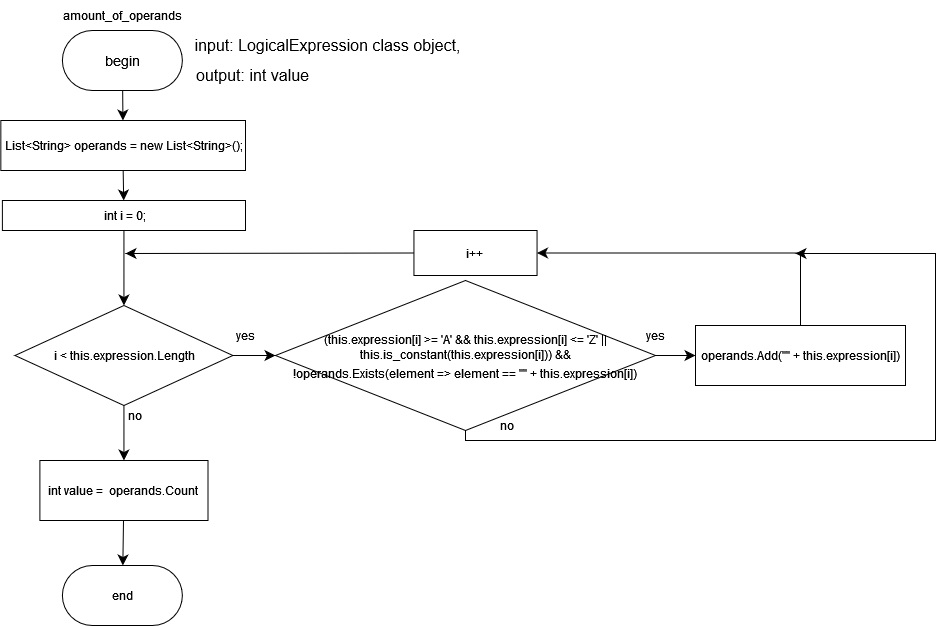 amount_of_operands
begin
input: LogicalExpression class object,
output: int value
List<String> operands = new List<String>();
int i = 0;
i++
i < this.expression.Length
yes
(this.expression[i] >= 'A' && this.expression[i] <= 'Z' ||
this.is_constant(this.expression[i])) &&
!operands.Exists(element => element == "" + this.expression[i])
yes
operands.Add("" + this.expression[i])
no
no
int value =  operands.Count
end